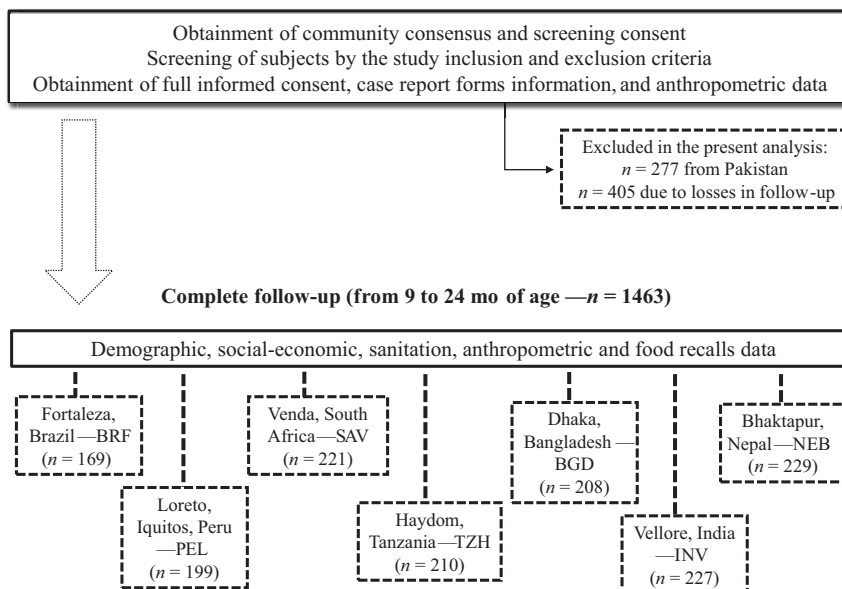 Obtainment of community consensus and screening consent
Screening of subjects by the study inclusion and exclusion criteria
Obtainment of full informed consent, case report forms information, and anthropometric data
Excluded in the present analysis:
n = 277 from Pakistan
n = 405 due to losses in follow-up
Complete follow-up (from 9 to 24 mo of age —n = 1463)
Demographic, social-economic, sanitation, anthropometric and food recalls data
Fortaleza,
Brazil—BRF
(n = 169)
Loreto,
Iquitos, Peru
—PEL
(n = 199)
Venda, South
Africa—SAV
(n = 221)
Haydom,
Tanzania—TZH
(n = 210)
Dhaka,
Bangladesh—
BGD
(n = 208)
Vellore, India
—INV
(n = 227)
Bhaktapur,
Nepal—NEB
(n = 229)